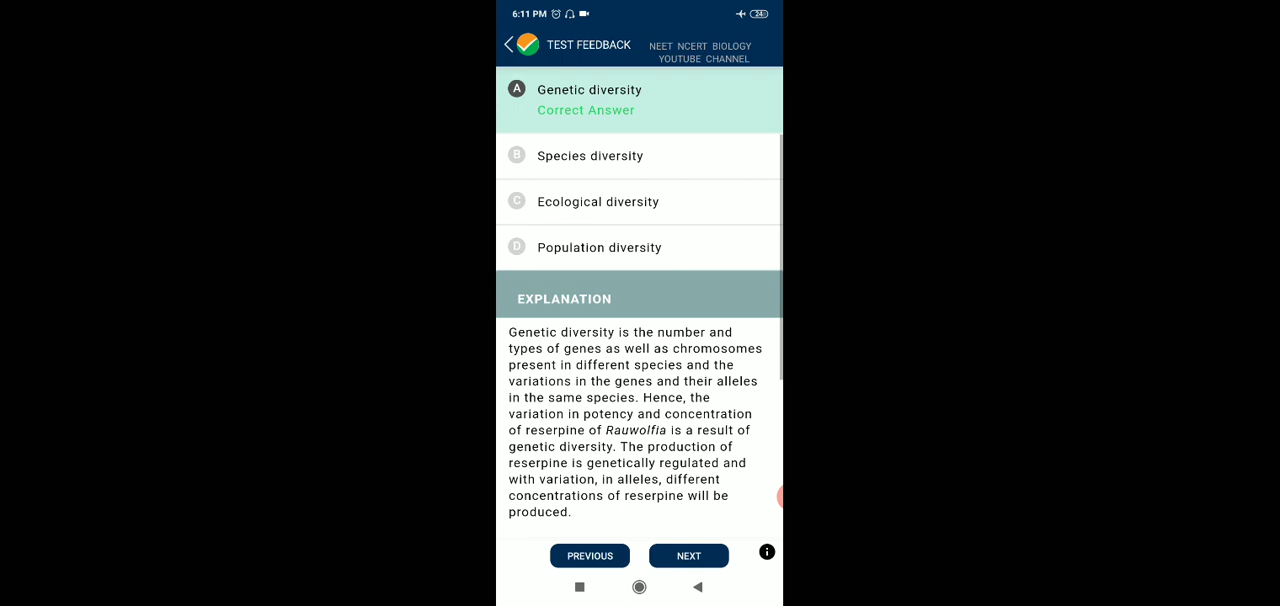 6:11 PM
24
TEST FEEDBACK
NEET NCERT BIOLOGY
YOUTUBE CHANNEL
A Genetic diversity
Correct Answer
B Species diversity
C Ecological diversity
D Population diversity
EXPLANATION
Genetic diversity is the number and
types of genes as well as chromosomes
present in different species and the
variations in the genes and their alleles
in the same species. Hence, the
variation in potency and concentration
of reserpine of Rauwolfia is a result of
genetic diversity. The production of
reserpine is genetically regulated and
with variation, in alleles, different
concentrations of reserpine will be
produced.
PREVIOUS
NEXT
i